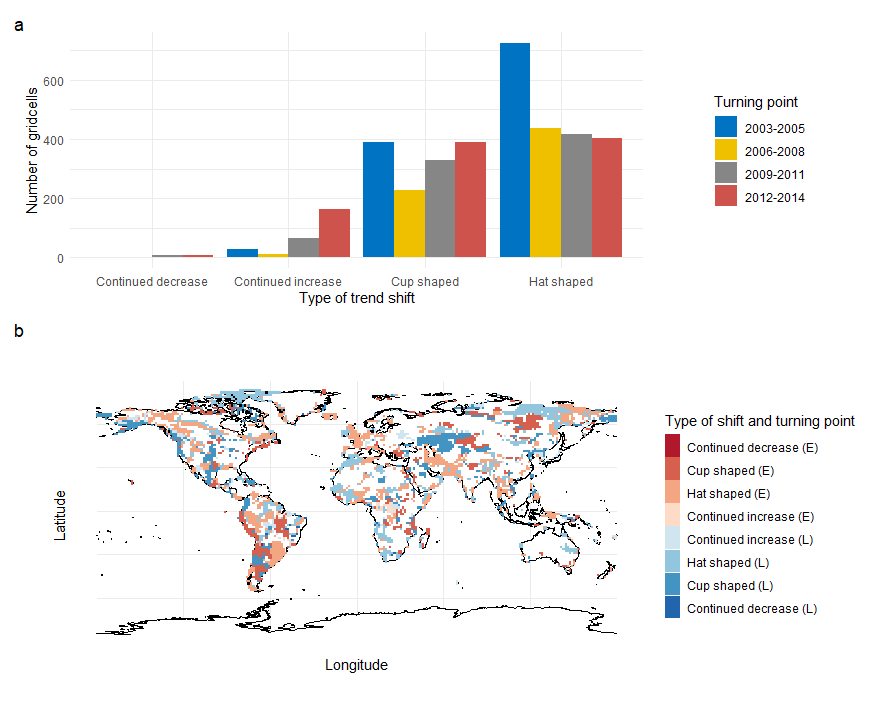 a
Number of gridcells
600
400
200
0
Continued decrease
Continued increase
Cup shaped
Hat shaped
Type of trend shift
Turning point
2003-2005
2006-2008
2009-2011
2012-2014
b
Latitude
Longitude
Type of shift and turning point
Continued decrease (E)
Cup shaped (E)
Hat shaped (E)
Continued increase (E)
Continued increase (L)
Hat shaped (L)
Cup shaped (L)
Continued decrease (L)